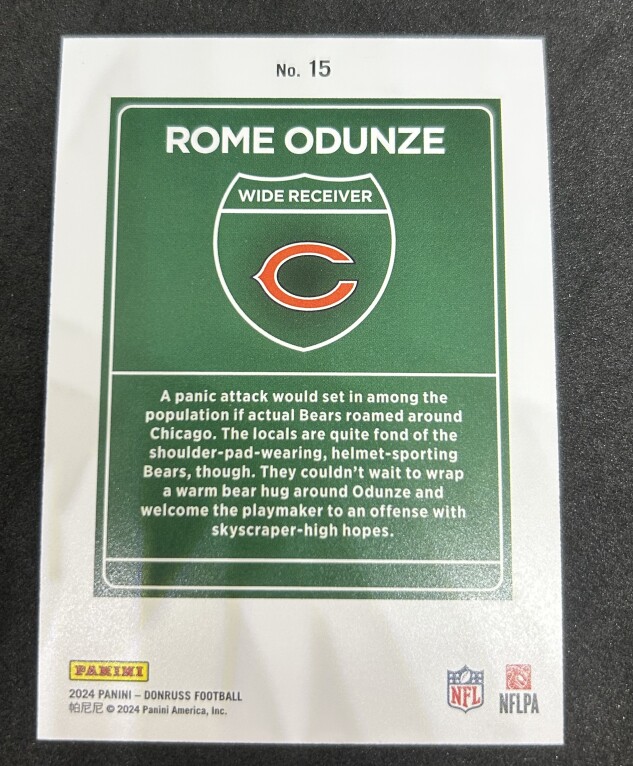 No. 15
ROME ODUNZE
WIDE RECEIVER
A panic attack would set in among the
population if actual Bears roamed around
Chicago. The locals are quite fond of the
shoulder-pad-wearing, helmet-sporting
Bears, though. They couldn't wait to wrap
a warm bear hug around Odunze and
welcome the playmaker to an offense with
skyscraper-high hopes.
PANINI
2024 PANINI – DONRUSS FOOTBALL
帕尼尼 © 2024 Panini America, Inc.
NFL
NFLPA